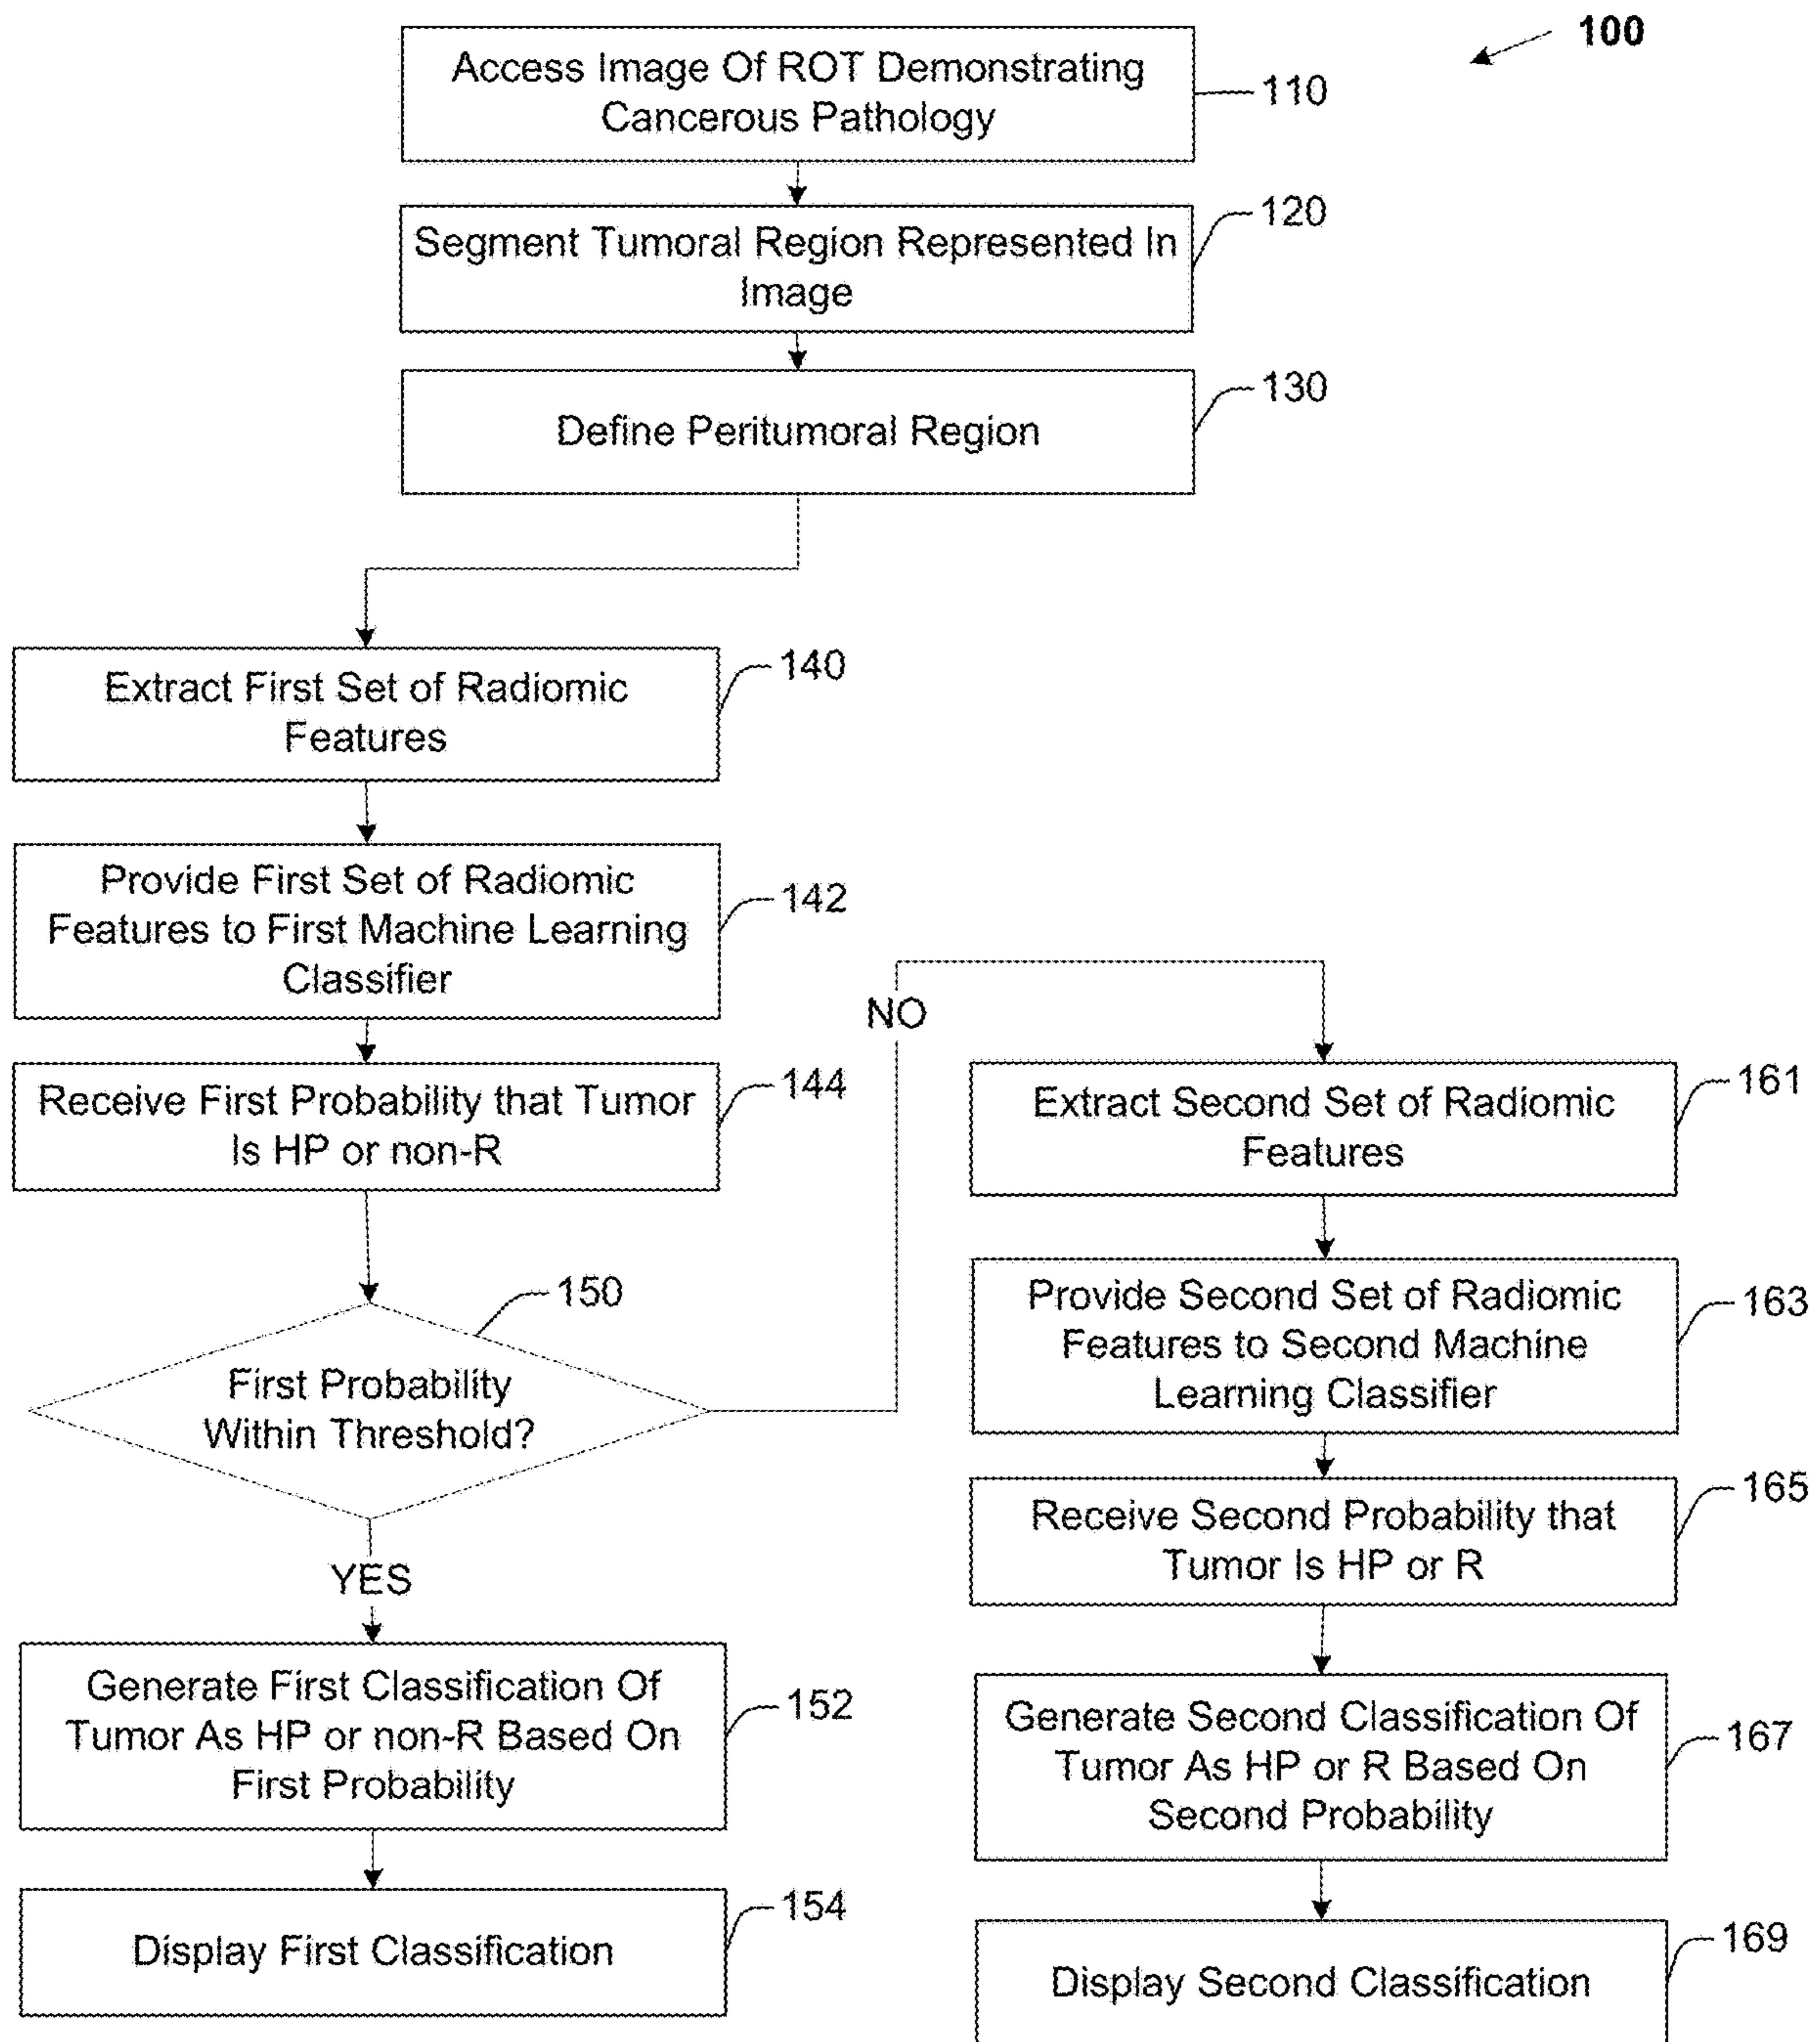 100
Access Image Of ROT Demonstrating
Cancerous Pathology
110
Segment Tumoral Region Represented In
Image
120
Define Peritumoral Region
130
Extract First Set of Radiomic
Features
140
Provide First Set of Radiomic
Features to First Machine Learning
Classifier
142
Receive First Probability that Tumor
Is HP or non-R
144
First Probability
Within Threshold?
150
YES
NO
Generate First Classification Of
Tumor As HP or non-R Based On
First Probability
152
Display First Classification
154
Extract Second Set of Radiomic
Features
161
Provide Second Set of Radiomic
Features to Second Machine
Learning Classifier
163
Receive Second Probability that
Tumor Is HP or R
165
Generate Second Classification Of
Tumor As HP or R Based On
Second Probability
167
Display Second Classification
169